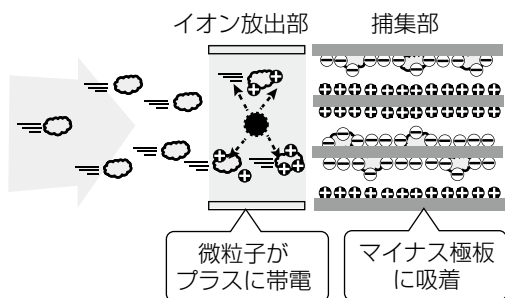 イオン放出部
捕集部
微粒子が
プラスに帯電
マイナス極板
に吸着